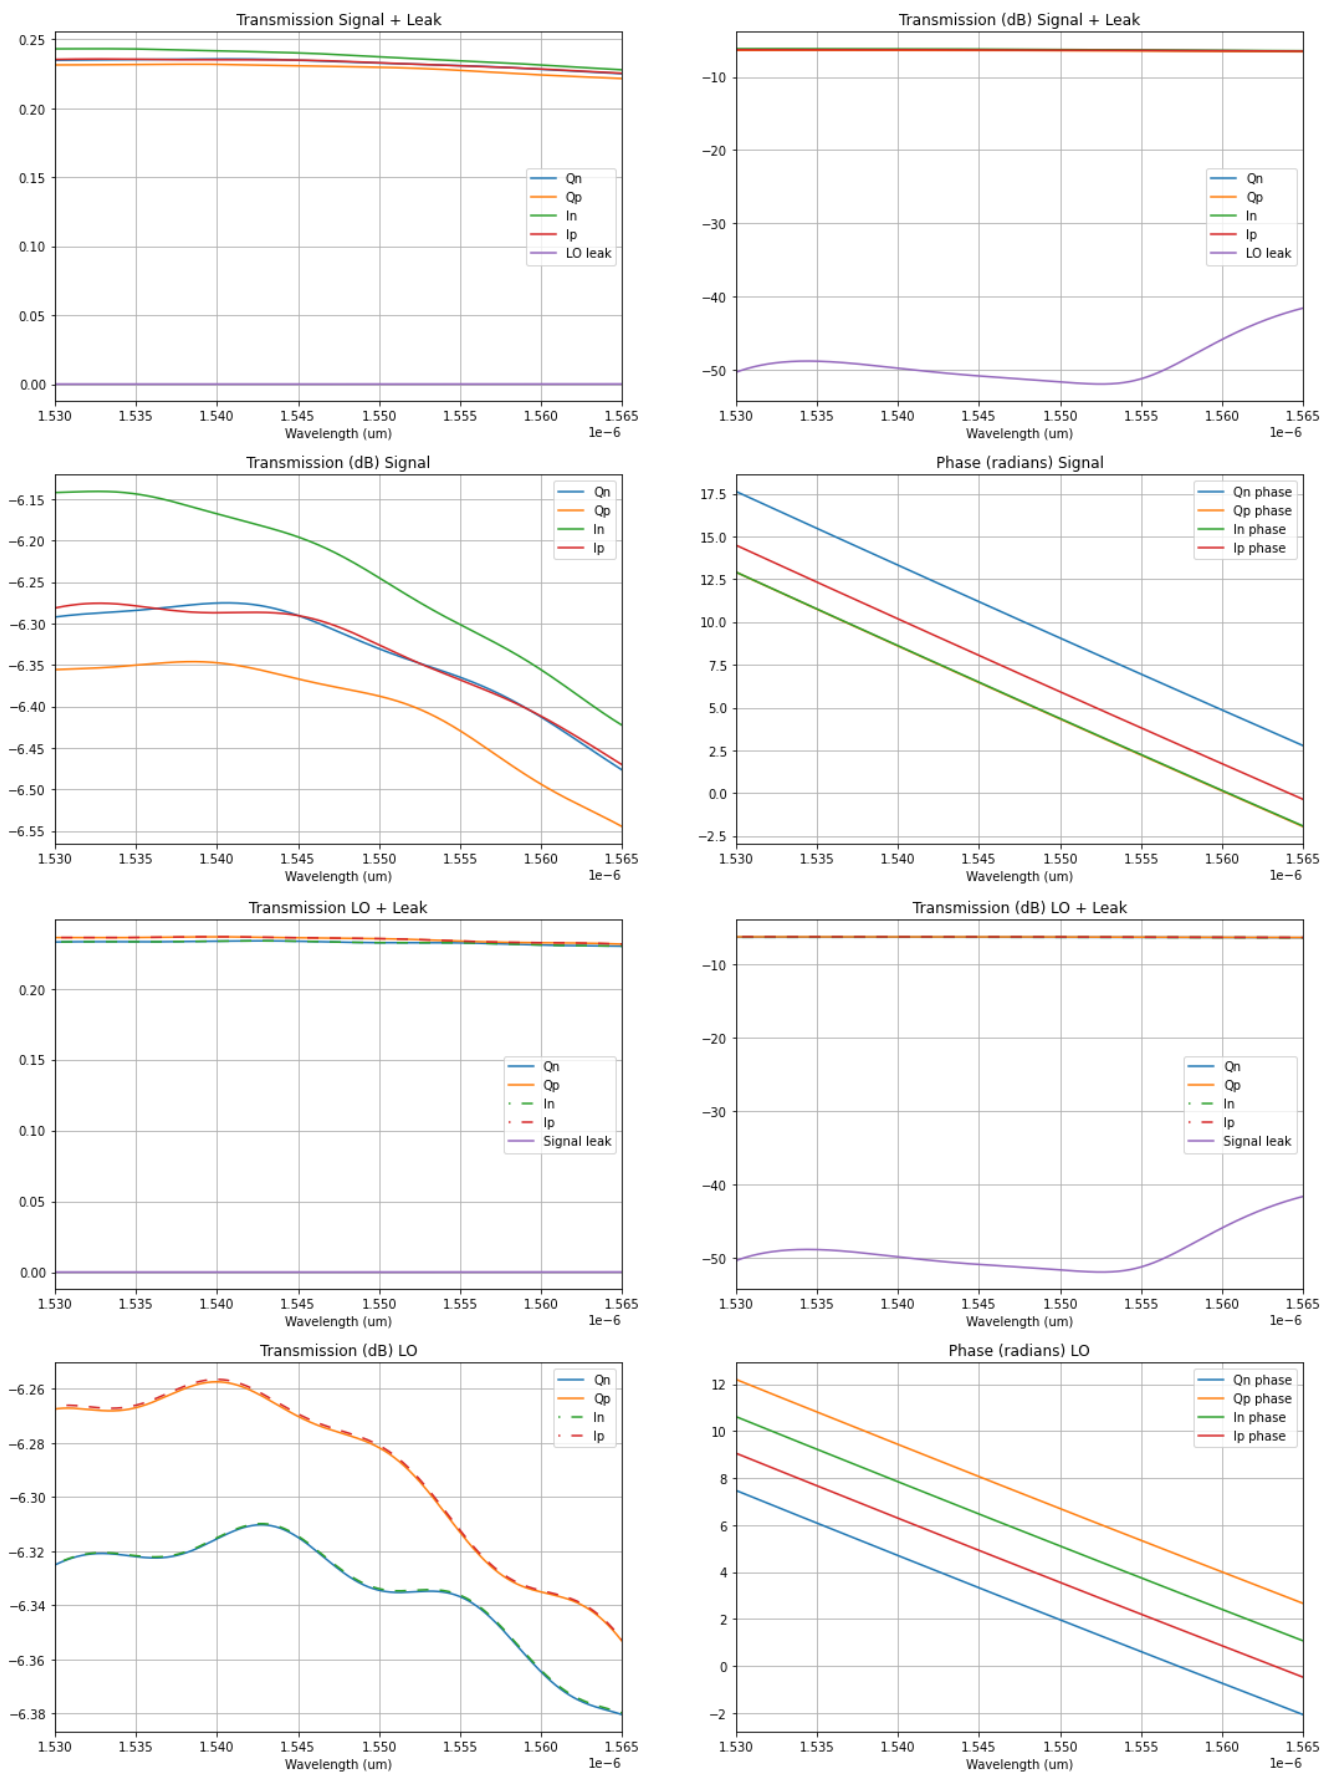 Transmission Signal + Leak
0.25
0.20
0.15
0.10
0.05
0.00
Qn
Qp
In
Ip
LO leak
1.530 1.535 1.540 1.545 1.550 1.555 1.560 1.565
Wavelength (um)
1e−6
Transmission (dB) Signal + Leak
−10
−20
−30
−40
−50
Qn
Qp
In
Ip
LO leak
1.530 1.535 1.540 1.545 1.550 1.555 1.560 1.565
Wavelength (um)
1e−6
Transmission (dB) Signal
−6.15
−6.20
−6.25
−6.30
−6.35
−6.40
−6.45
−6.50
−6.55
Qn
Qp
In
Ip
1.530 1.535 1.540 1.545 1.550 1.555 1.560 1.565
Wavelength (um)
1e−6
Phase (radians) Signal
17.5
15.0
12.5
10.0
7.5
5.0
2.5
0.0
−2.5
Qn phase
Qp phase
In phase
Ip phase
1.530 1.535 1.540 1.545 1.550 1.555 1.560 1.565
Wavelength (um)
1e−6
Transmission LO + Leak
0.20
0.15
0.10
0.05
0.00
Qn
Qp
In
Ip
Signal leak
1.530 1.535 1.540 1.545 1.550 1.555 1.560 1.565
Wavelength (um)
1e−6
Transmission (dB) LO + Leak
−10
−20
−30
−40
−50
Qn
Qp
In
Ip
Signal leak
1.530 1.535 1.540 1.545 1.550 1.555 1.560 1.565
Wavelength (um)
1e−6
Transmission (dB) LO
−6.26
−6.28
−6.30
−6.32
−6.34
−6.36
−6.38
Qn
Qp
In
Ip
1.530 1.535 1.540 1.545 1.550 1.555 1.560 1.565
Wavelength (um)
1e−6
Phase (radians) LO
12
10
8
6
4
2
0
−2
Qn phase
Qp phase
In phase
Ip phase
1.530 1.535 1.540 1.545 1.550 1.555 1.560 1.565
Wavelength (um)
1e−6